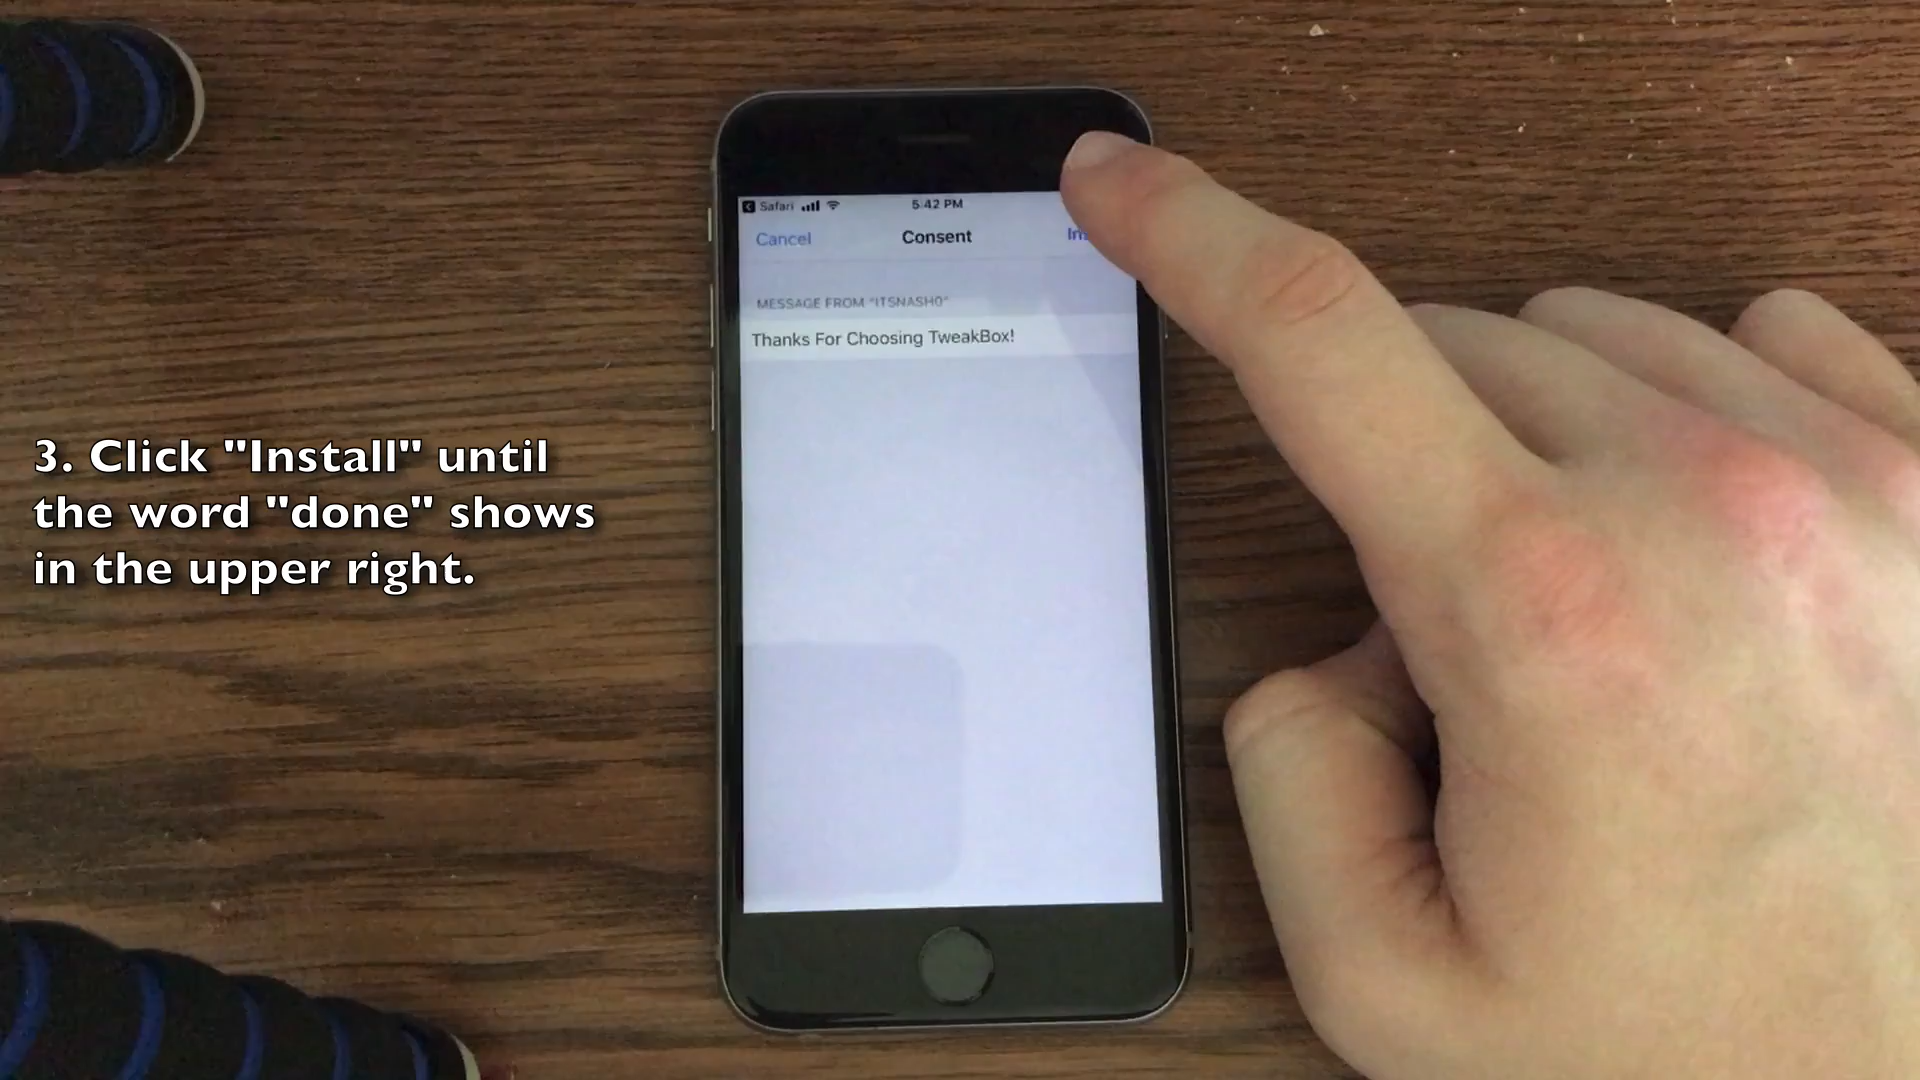 Safari 5:42 PM
Cancel Consent
MESSAGE FROM "ITSNASH0"
Thanks For Choosing TweakBox!
3. Click "Install" until
the word "done" shows
in the upper right.